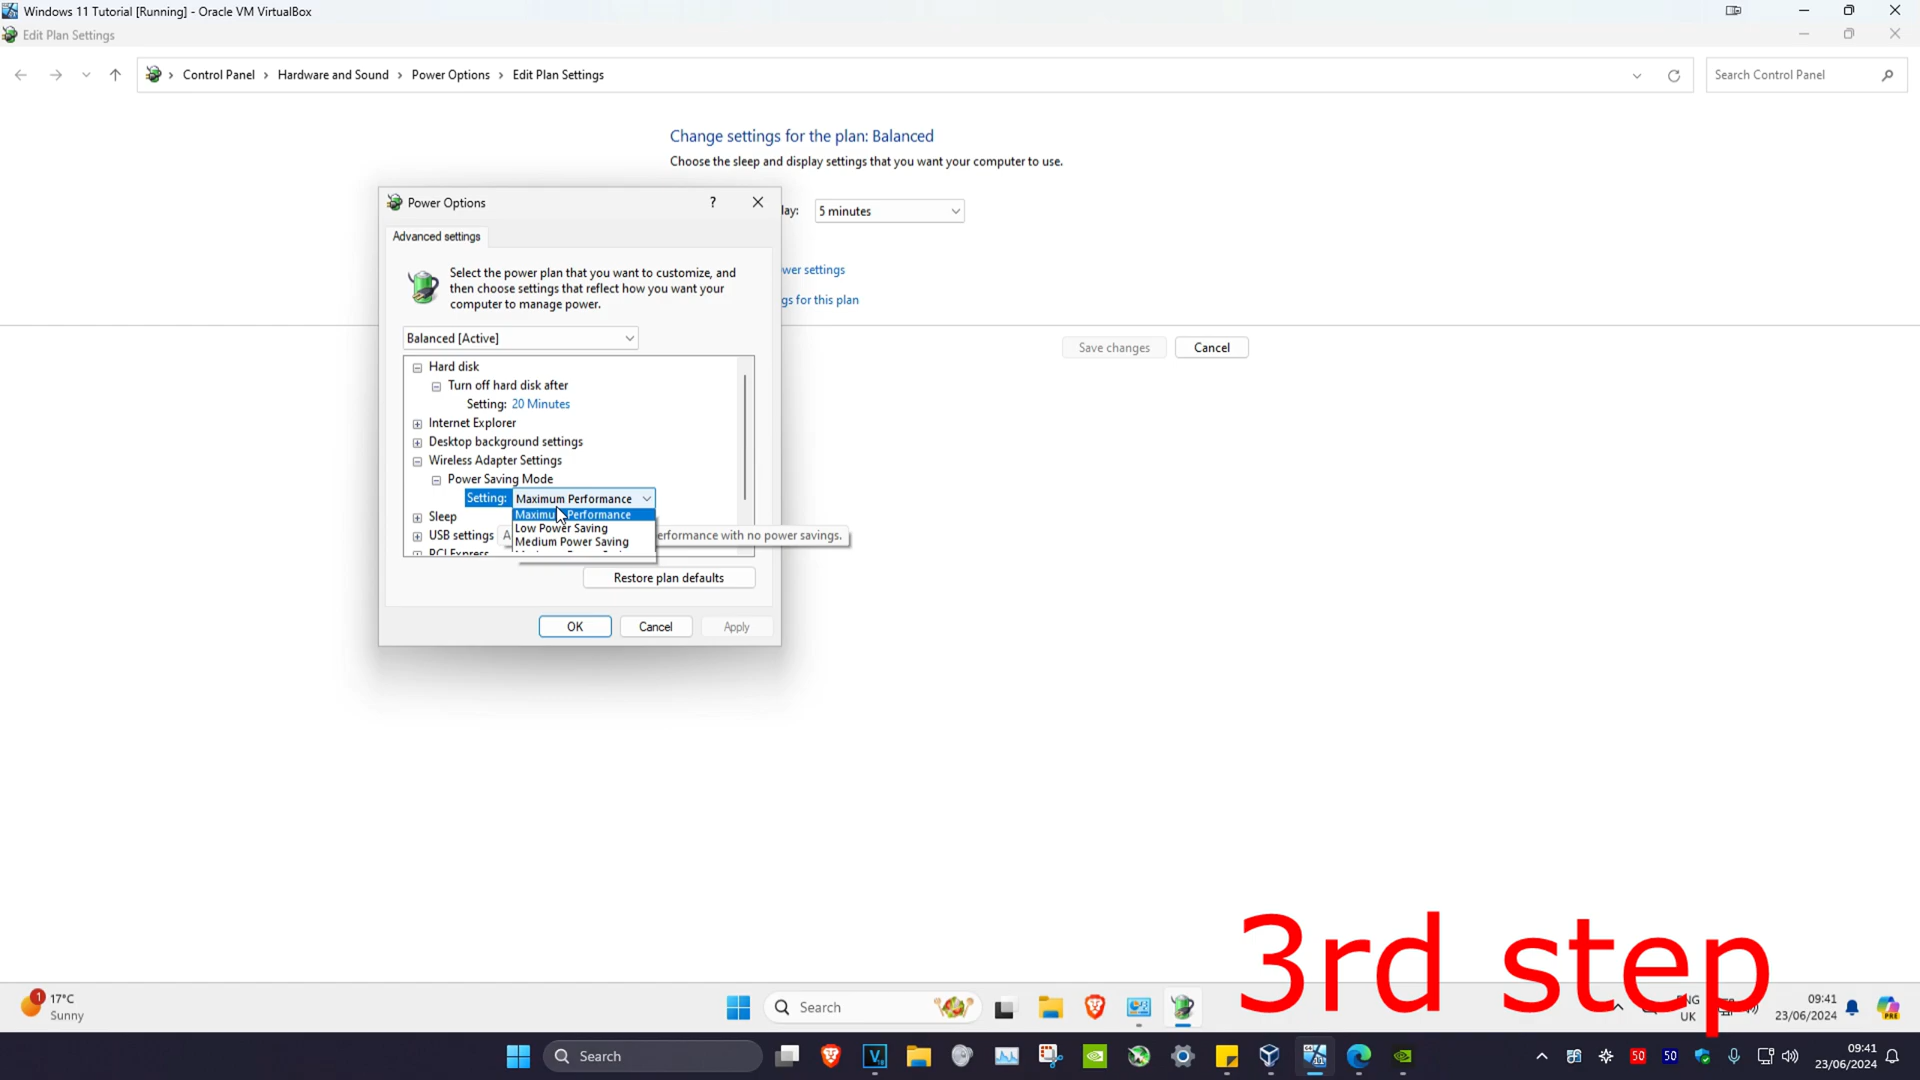 Windows 11 Tutorial [Running] - Oracle VM VirtualBox
Edit Plan Settings
Control Panel > Hardware and Sound > Power Options > Edit Plan Settings
Search Control Panel
Change settings for the plan: Balanced
Choose the sleep and display settings that you want your computer to use.
Power Options
?
lay:
5 minutes
Advanced settings
Select the power plan that you want to customize, and
then choose settings that reflect how you want your
computer to manage power.
wer settings
gs for this plan
Balanced [Active]
Save changes
Cancel
Hard disk
Turn off hard disk after
Setting: 20 Minutes
Internet Explorer
Desktop background settings
Wireless Adapter Settings
Power Saving Mode
Setting: Maximum Performance
Maximum Performance
Sleep
Low Power Saving
USB settings
A
erformance with no power savings.
Medium Power Saving
PCI Express
Restore plan defaults
OK
Cancel
Apply
3rd step
1
17°C
Sunny
Search
PRE
UK
09:41
23/06/2024
Search
50
50
09:41
23/06/2024